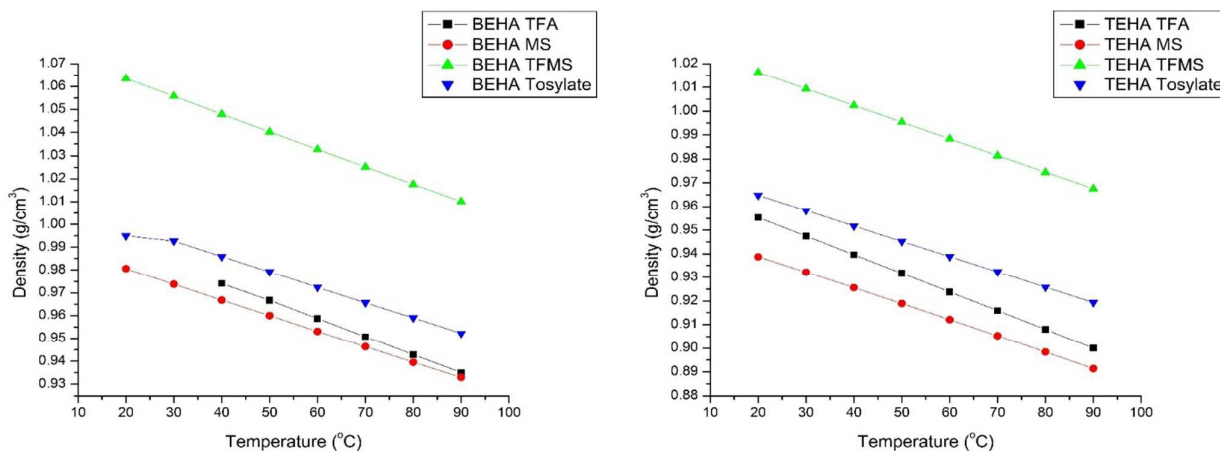 BEHA TFA
BEHA MS
BEHA TFMS
BEHA Tosylate
1.07
1.06
1.05
1.04
1.03
1.02
1.01
1.00
0.99
0.98
0.97
0.96
0.95
0.94
0.93
Density (g/cm³)
10 20 30 40 50 60 70 80 90 100
Temperature (°C)
TEHA TFA
TEHA MS
TEHA TFMS
TEHA Tosylate
1.02
1.01
1.00
0.99
0.98
0.97
0.96
0.95
0.94
0.93
0.92
0.91
0.90
0.89
0.88
Density (g/cm³)
10 20 30 40 50 60 70 80 90 100
Temperature (°C)